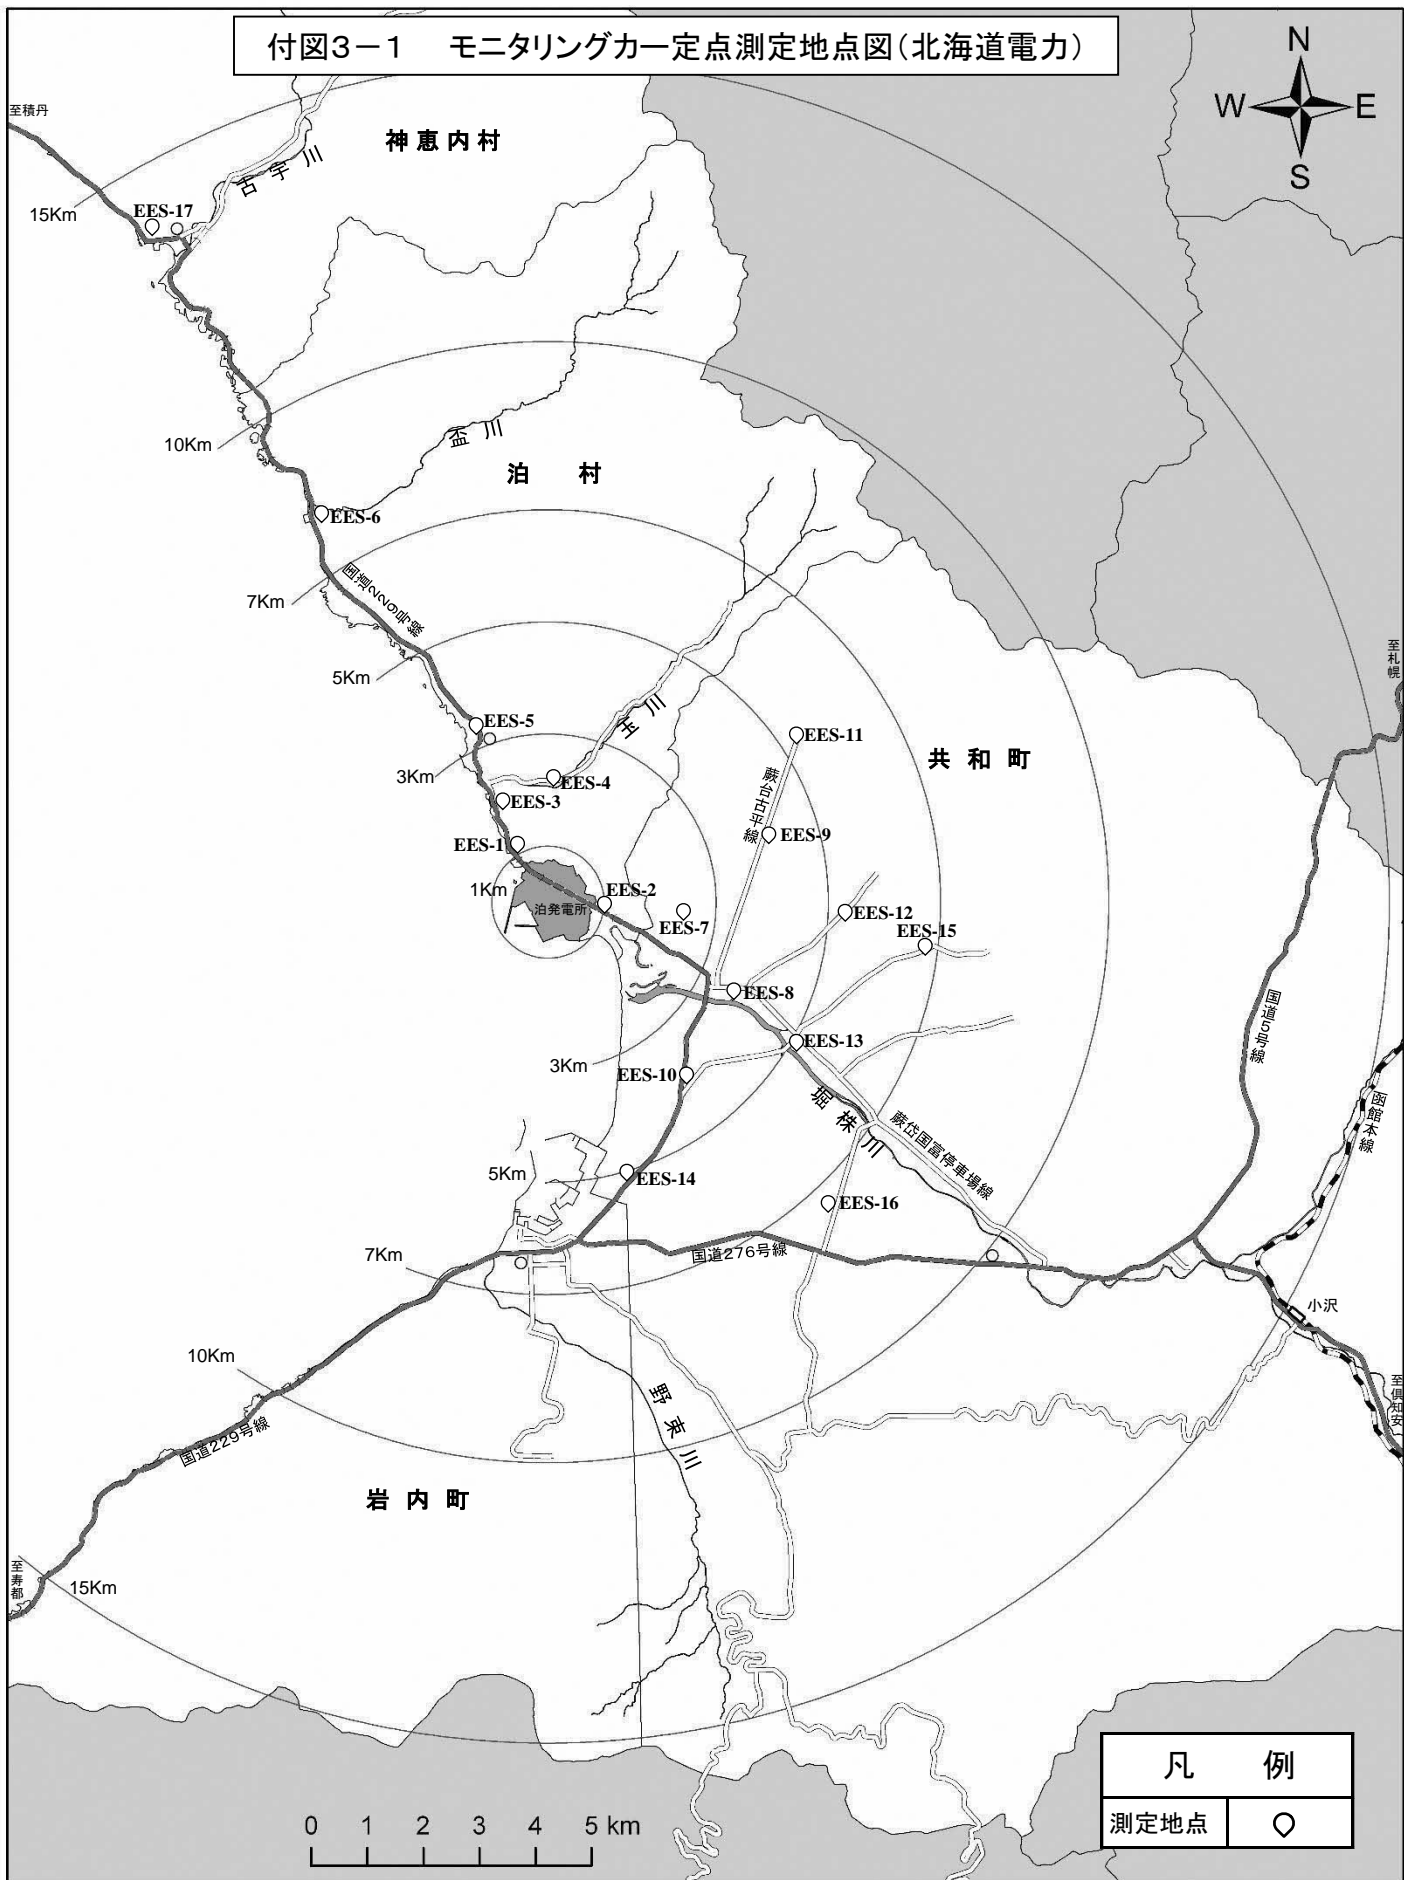 付図3－1　モニタリングカー定点測定地点図(北海道電力)
N
W E
S
至積丹
神恵内村
古宇川
15Km
EES-17
10Km
盃川
泊　村
EES-6
国道229号線
7Km
5Km
至札幌
EES-5
玉川
EES-11
共和町
3Km
EES-4
蕨台古平線
EES-3
EES-9
EES-1
1Km
EES-2
泊発電所
EES-7
EES-12
EES-15
EES-8
国道5号線
EES-13
3Km
EES-10
堀株川
函館本線
蕨岱国富停車場線
5Km
EES-14
EES-16
7Km
国道276号線
小沢
10Km
至倶知安
野束川
国道229号線
岩内町
至寿都
15Km
凡　例
測定地点
0 1 2 3 4 5 km